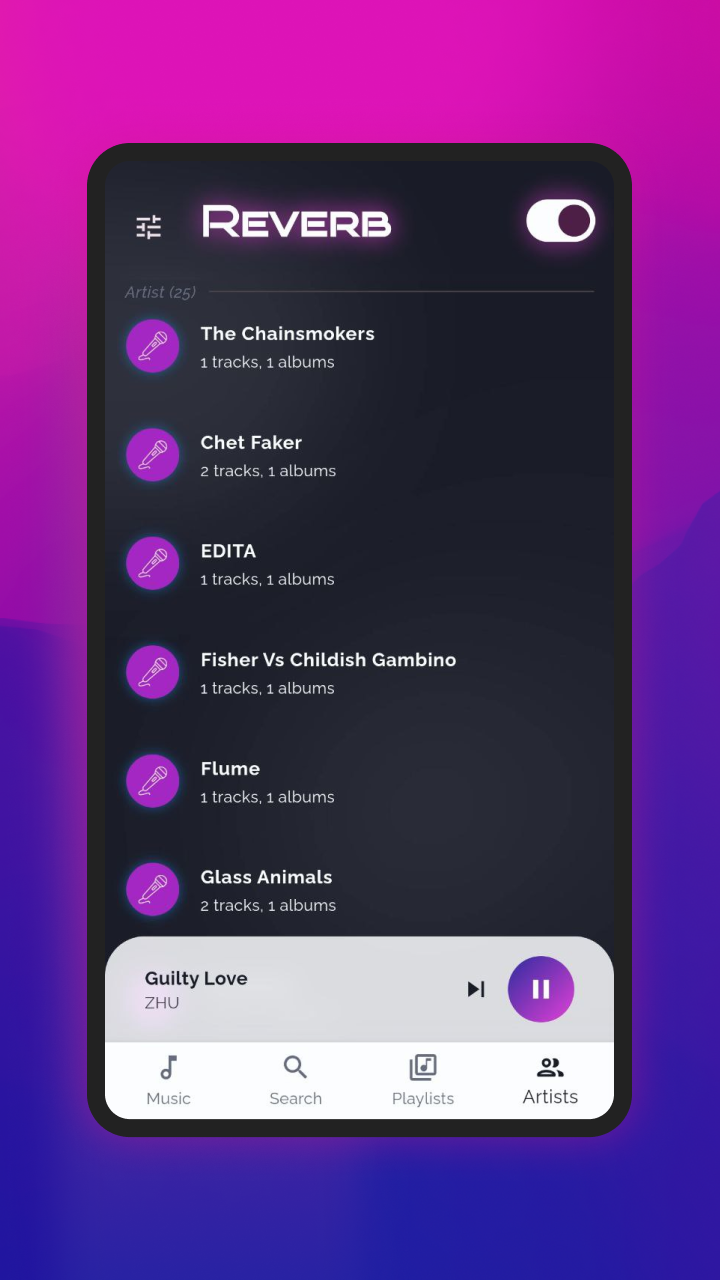 Reverb
Artist (25)
The Chainsmokers
1 tracks, 1 albums
Chet Faker
2 tracks, 1 albums
EDITA
1 tracks, 1 albums
Fisher Vs Childish Gambino
1 tracks, 1 albums
Flume
1 tracks, 1 albums
Glass Animals
2 tracks, 1 albums
Guilty Love
ZHU
Music Search Playlists Artists